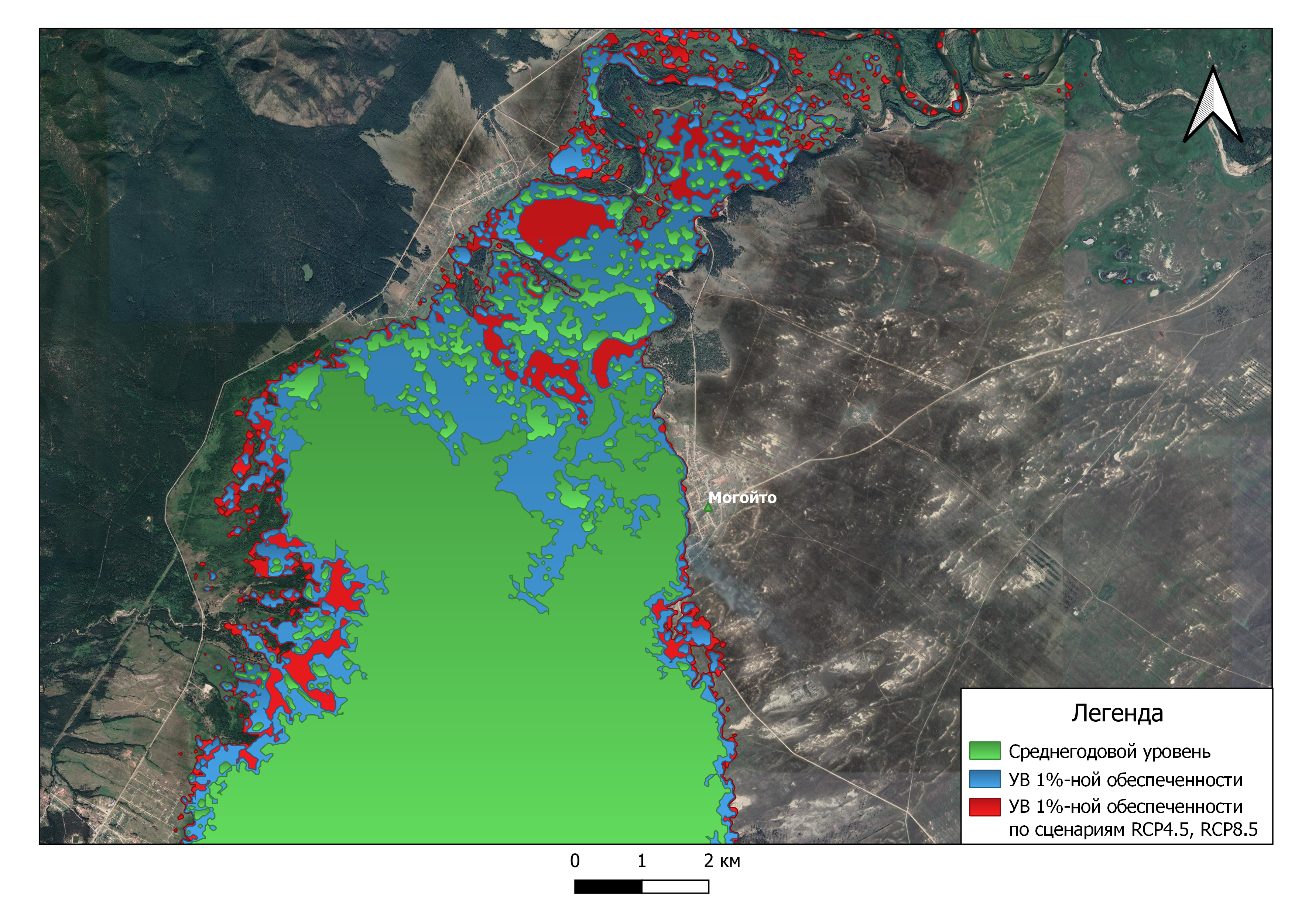 Могойто
Легенда
Среднегодовой уровень
УВ 1%-ной обеспеченности
УВ 1%-ной обеспеченности
по сценариям RCP4.5, RCP8.5
0 1 2 км